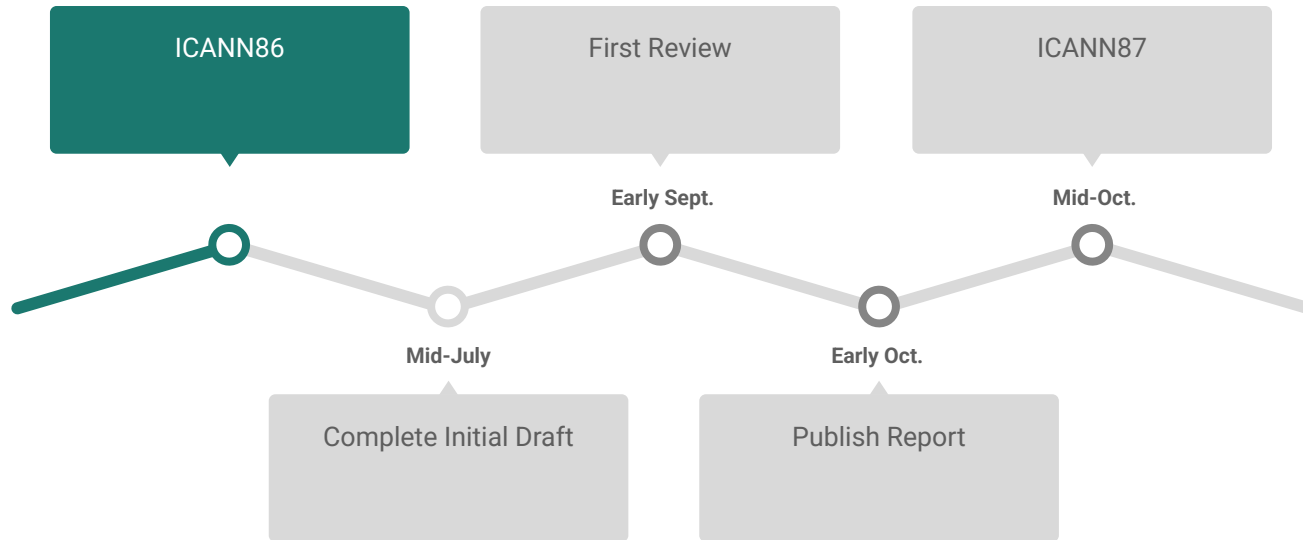 ICANN86
First Review
ICANN87
Early Sept.
Mid-Oct.
Mid-July
Early Oct.
Complete Initial Draft
Publish Report